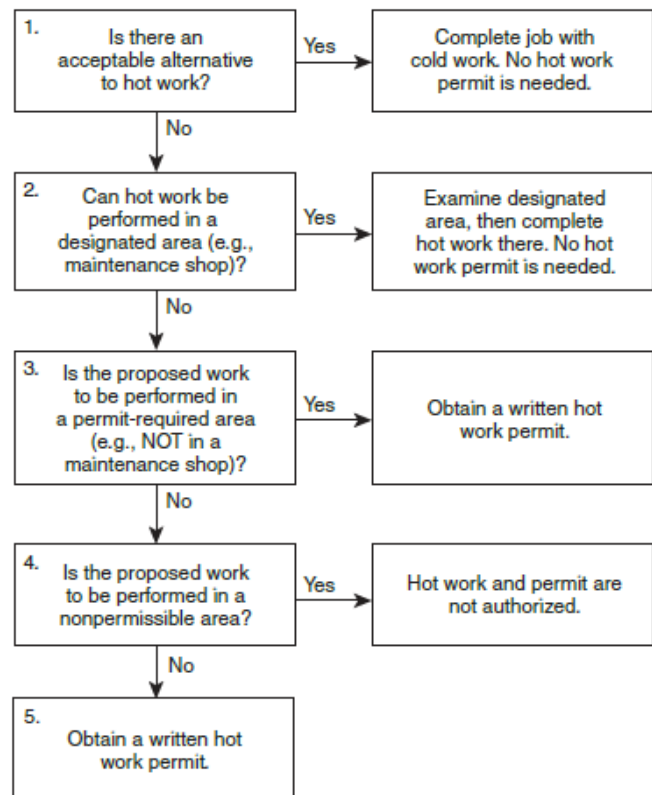 1.
Is there an
acceptable alternative
to hot work?
Yes
Complete job with
cold work. No hot work
permit is needed.
No
2.
Can hot work be
performed in a
designated area (e.g.,
maintenance shop)?
Yes
Examine designated
area, then complete
hot work there. No hot
work permit is needed.
No
3.
Is the proposed work
to be performed in
a permit-required area
(e.g., NOT in a
maintenance shop)?
Yes
Obtain a written hot
work permit.
No
4.
Is the proposed work
to be performed in a
nonpermissible area?
Yes
Hot work and permit are
not authorized.
No
5.
Obtain a written hot
work permit.